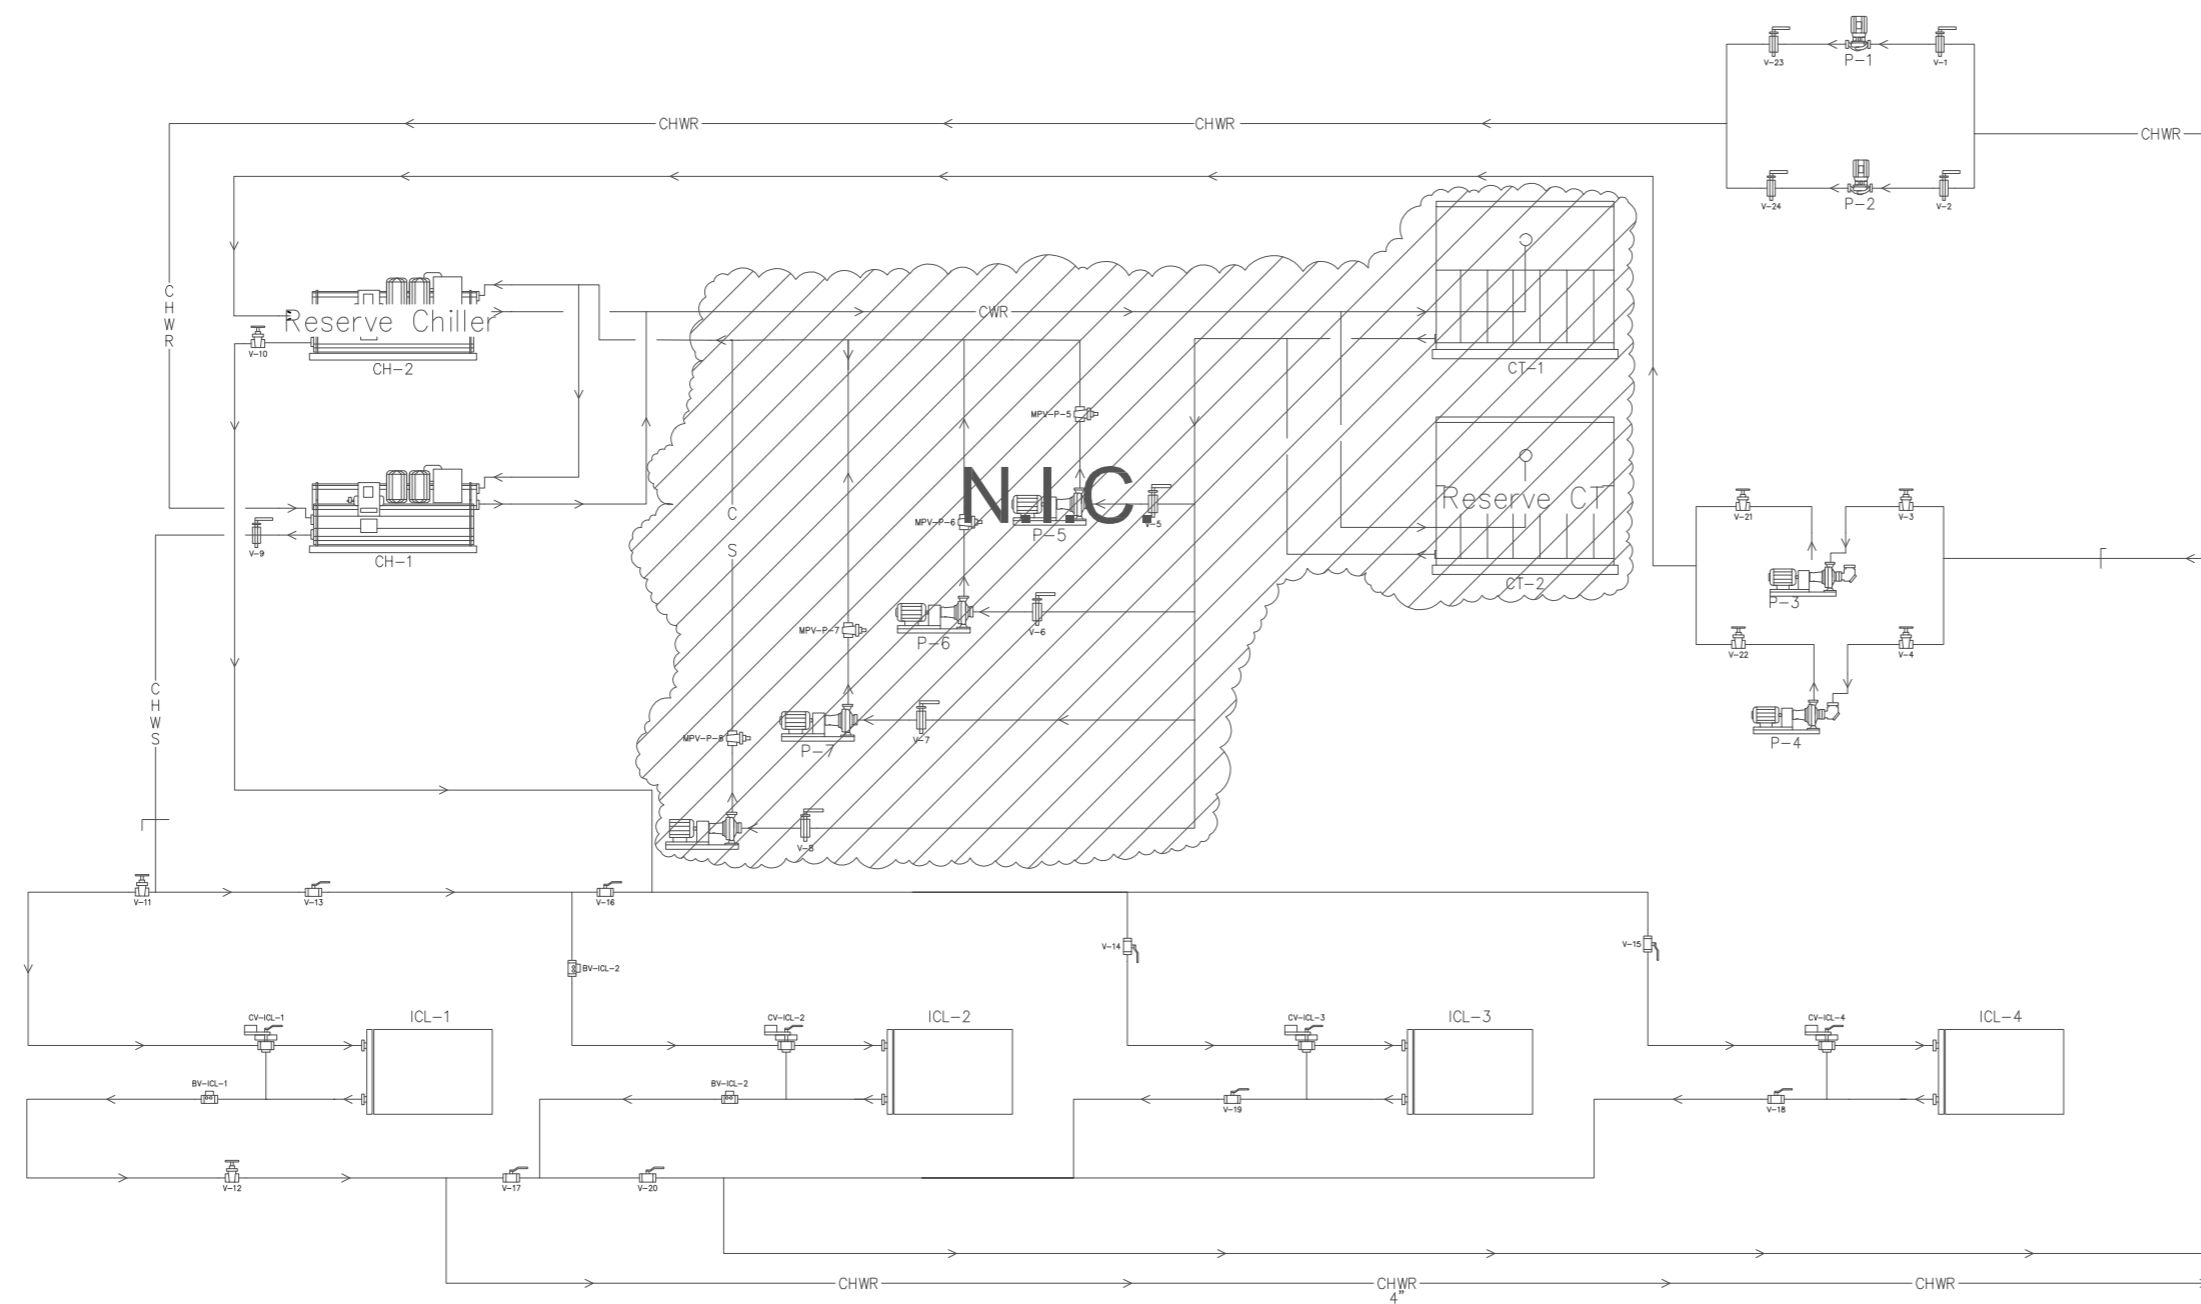 V-23
P-1
V-1
CHWR
CHWR
CHWR
V-24
P-2
V-2
CHWR
Reserve Chiller
V-10
CH-2
CWR
CT-1
MPV-P-5
N.I.C.
Reserve CT
V-21
V-3
C
S
MPV-P-6
P-5
V-5
V-9
CH-1
CT-2
P-3
MPV-P-7
P-6
V-6
V-22
V-4
CHWS
MPV-P-8
P-7
V-7
P-4
V-8
V-11
V-13
V-16
V-14
V-15
BV-ICL-2
CV-ICL-1
ICL-1
CV-ICL-2
ICL-2
CV-ICL-3
ICL-3
CV-ICL-4
ICL-4
BV-ICL-1
BV-ICL-2
V-19
V-18
V-12
V-17
V-20
CHWR
CHWR
CHWR
4"